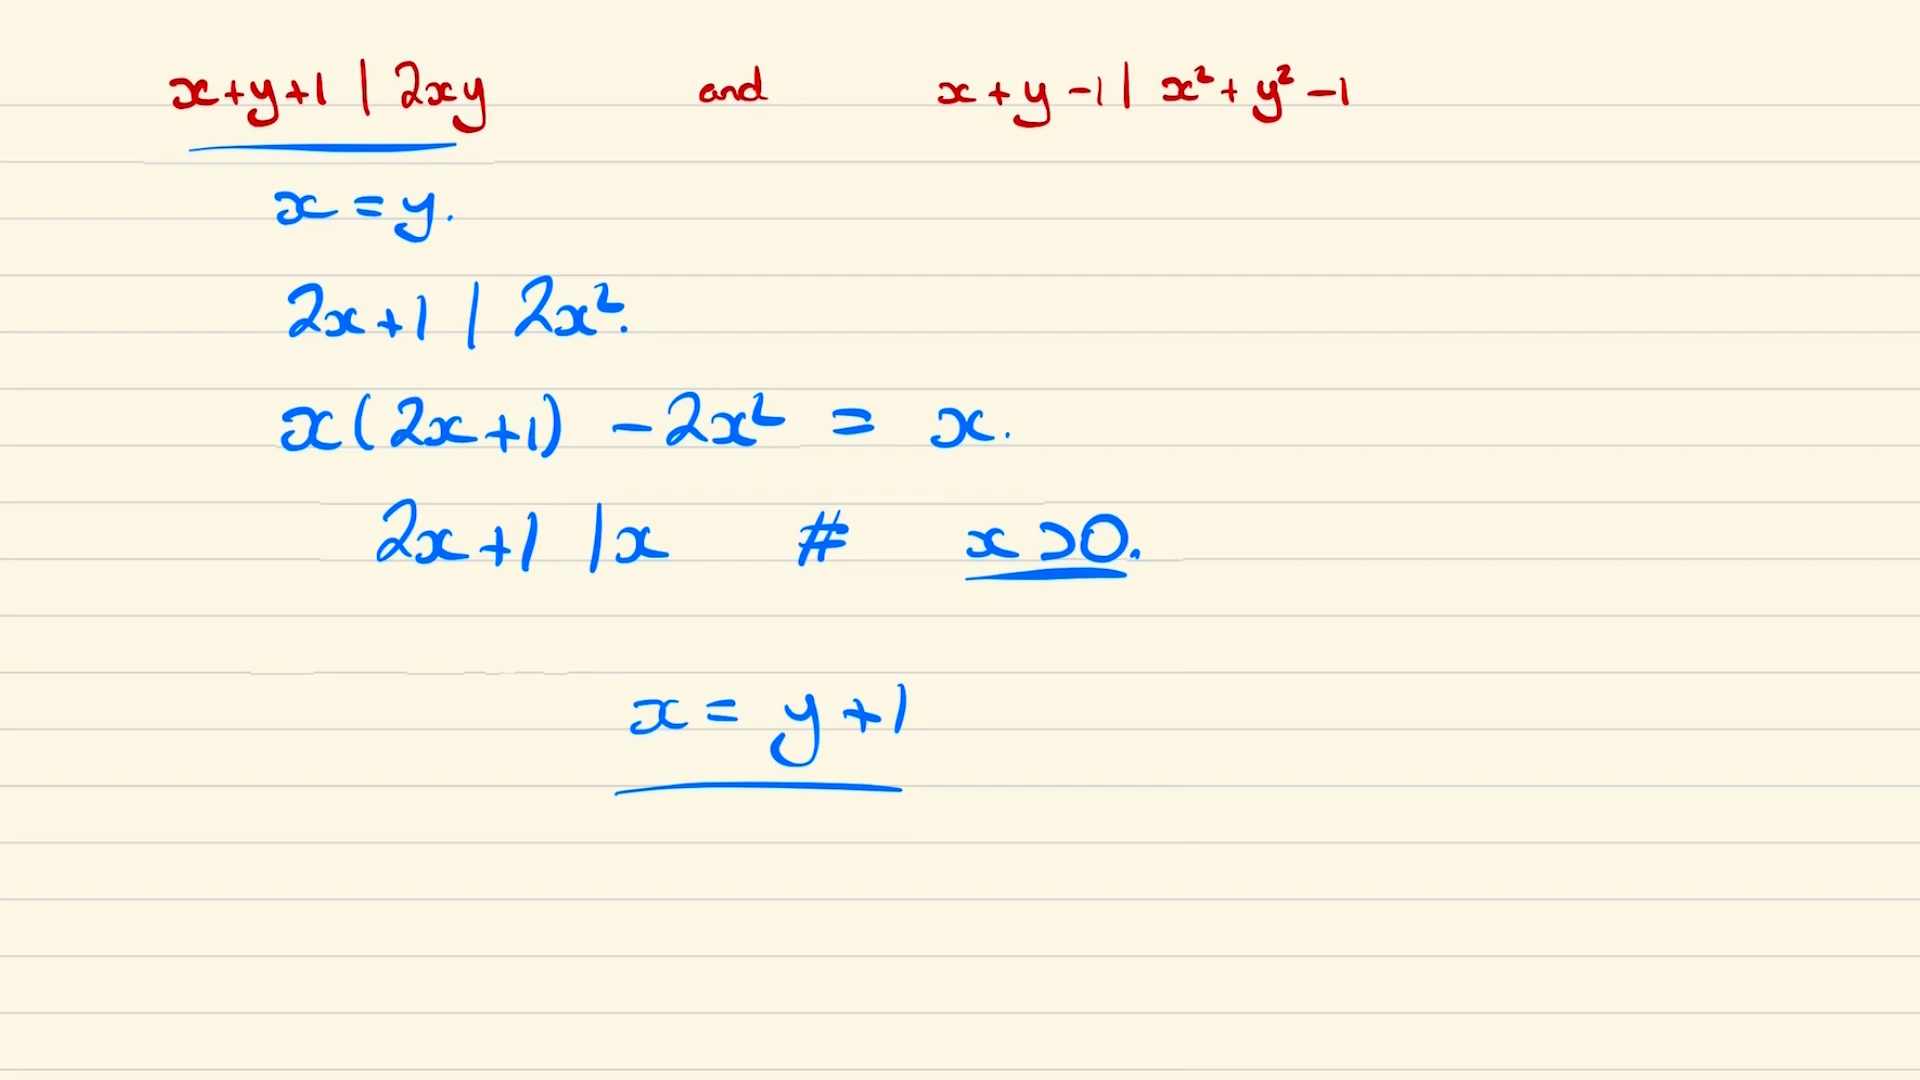 x+y+1 | 2xy and x+y-1 | x²+y²-1
x=y.
2x+1 | 2x².
x(2x+1) - 2x² = x.
2x+1 | x # x>0.
x= y+1